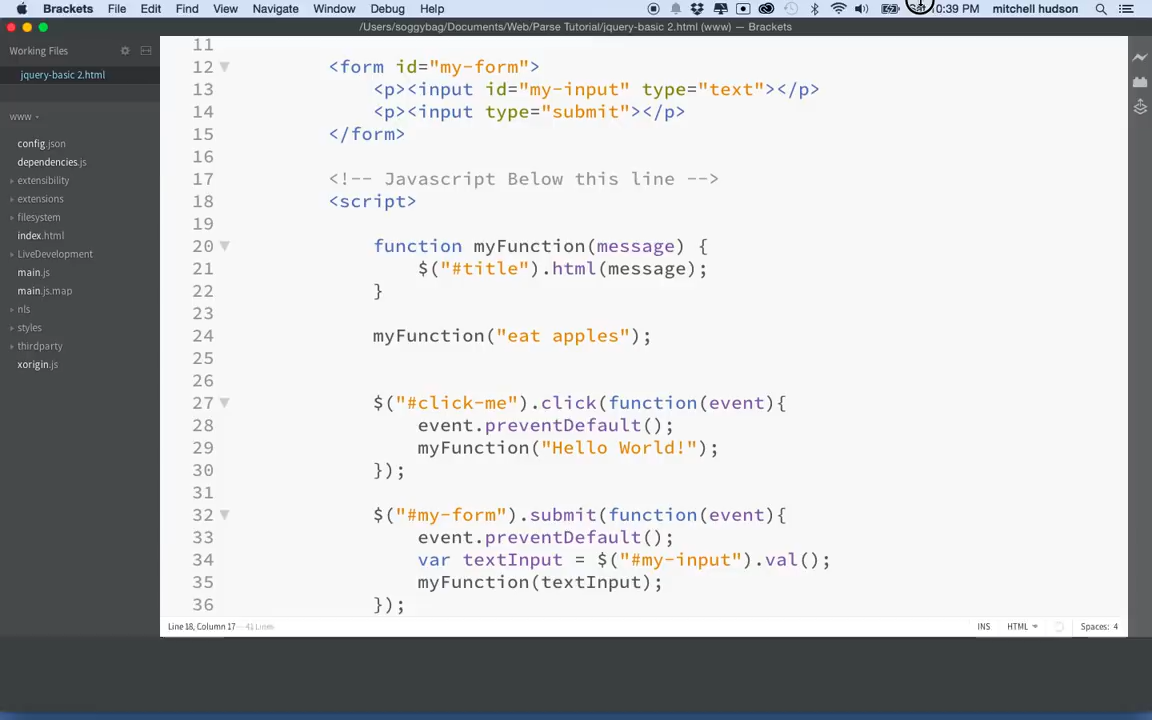 Brackets File Edit Find View Navigate Window Debug Help 10:39 PM mitchell hudson
/Users/soggybag/Documents/Web/Parse Tutorial/jquery-basic 2.html (www) — Brackets
Working Files
jquery-basic 2.html
www
config.json
dependencies.js
extensibility
extensions
filesystem
index.html
LiveDevelopment
main.js
main.js.map
nls
styles
thirdparty
xorigin.js
11
12 <form id="my-form">
13 <p><input id="my-input" type="text"></p>
14 <p><input type="submit"></p>
15 </form>
16
17 <!-- Javascript Below this line -->
18 <script>
19
20 function myFunction(message) {
21 $("#title").html(message);
22 }
23
24 myFunction("eat apples");
25
26
27 $("#click-me").click(function(event){
28 event.preventDefault();
29 myFunction("Hello World!");
30 });
31
32 $("#my-form").submit(function(event){
33 event.preventDefault();
34 var textInput = $("#my-input").val();
35 myFunction(textInput);
36 });
Line 18, Column 17 — 41 Lines INS HTML Spaces: 4